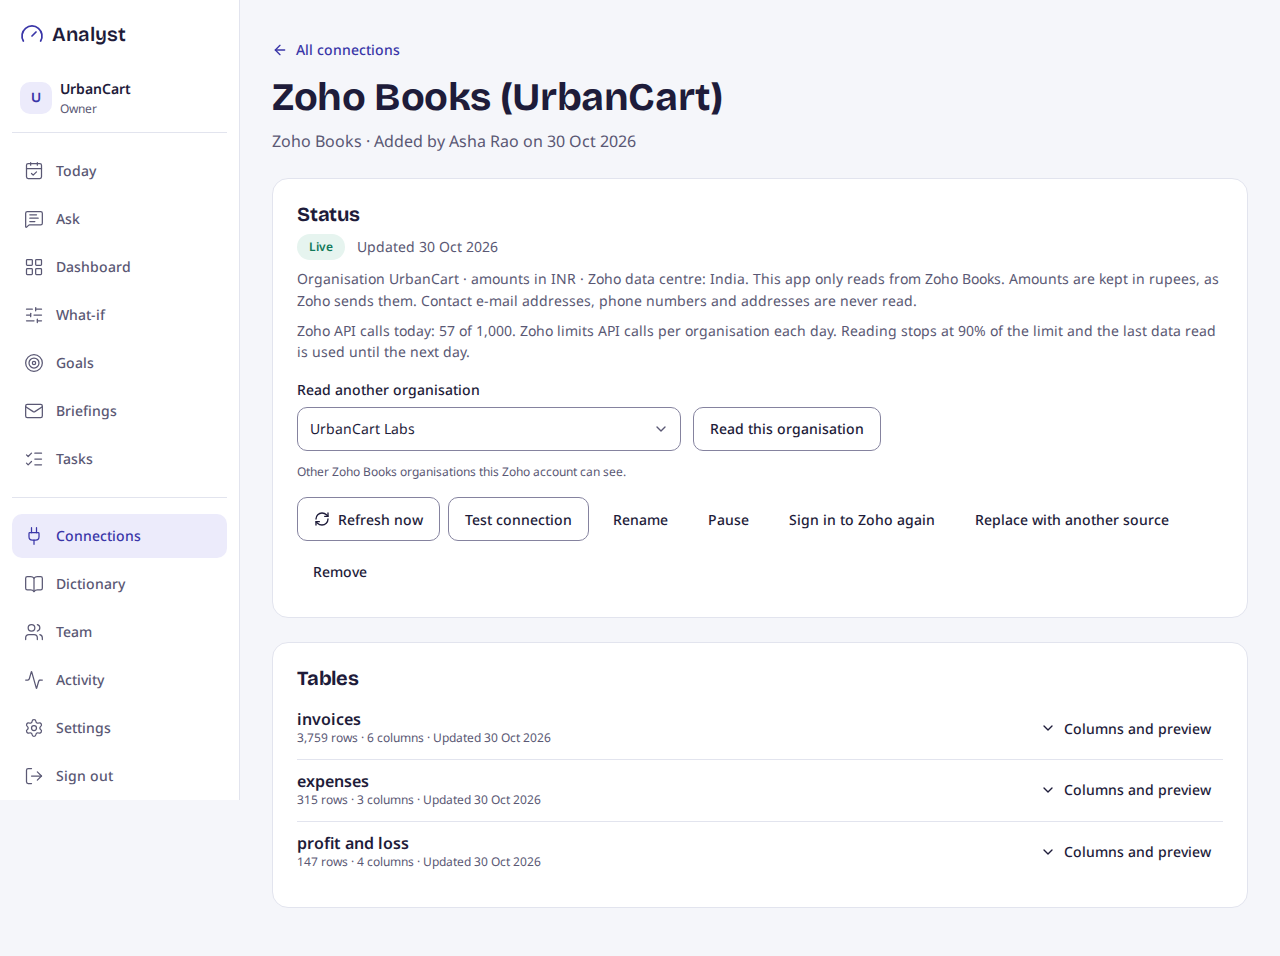 Analyst
U
UrbanCart
Owner
Today
Ask
Dashboard
What-if
Goals
Briefings
Tasks
Connections
Dictionary
Team
Activity
Settings
Sign out
All connections
Zoho Books (UrbanCart)
Zoho Books · Added by Asha Rao on 30 Oct 2026
Status
Live Updated 30 Oct 2026
Organisation UrbanCart · amounts in INR · Zoho data centre: India. This app only reads from Zoho Books. Amounts are kept in rupees, as
Zoho sends them. Contact e-mail addresses, phone numbers and addresses are never read.
Zoho API calls today: 57 of 1,000. Zoho limits API calls per organisation each day. Reading stops at 90% of the limit and the last data read
is used until the next day.
Read another organisation
UrbanCart Labs Read this organisation
Other Zoho Books organisations this Zoho account can see.
Refresh now Test connection Rename Pause Sign in to Zoho again Replace with another source
Remove
Tables
invoices
3,759 rows · 6 columns · Updated 30 Oct 2026
Columns and preview
expenses
315 rows · 3 columns · Updated 30 Oct 2026
Columns and preview
profit and loss
147 rows · 4 columns · Updated 30 Oct 2026
Columns and preview